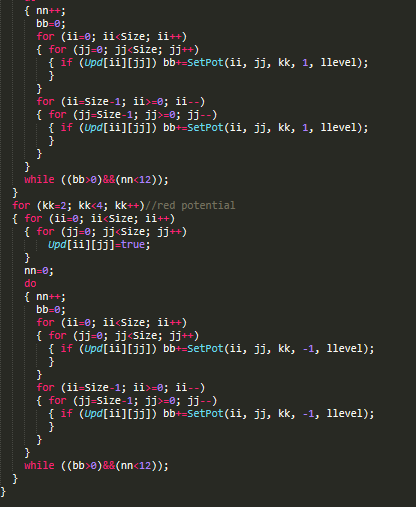 { nn++;
bb=0;
for (ii=0; ii<Size; ii++)
{ for (jj=0; jj<Size; jj++)
{ if (Upd[ii][jj]) bb+=SetPot(ii, jj, kk, 1, llevel);
}
}
for (ii=Size-1; ii>=0; ii--)
{ for (jj=Size-1; jj>=0; jj--)
{ if (Upd[ii][jj]) bb+=SetPot(ii, jj, kk, 1, llevel);
}
}
}
while ((bb>0)&&(nn<12));
}
for (kk=2; kk<4; kk++)//red potential
{ for (ii=0; ii<Size; ii++)
{ for (jj=0; jj<Size; jj++)
Upd[ii][jj]=true;
}
nn=0;
do
{ nn++;
bb=0;
for (ii=0; ii<Size; ii++)
{ for (jj=0; jj<Size; jj++)
{ if (Upd[ii][jj]) bb+=SetPot(ii, jj, kk, -1, llevel);
}
}
for (ii=Size-1; ii>=0; ii--)
{ for (jj=Size-1; jj>=0; jj--)
{ if (Upd[ii][jj]) bb+=SetPot(ii, jj, kk, -1, llevel);
}
}
}
while ((bb>0)&&(nn<12));
}
}